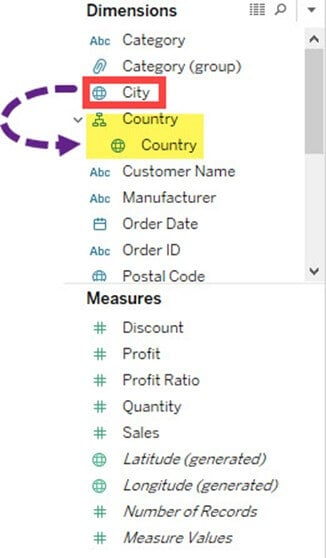 Dimensions
Abc Category
Category (group)
City
Country
Country
Abc Customer Name
Abc Manufacturer
Order Date
Abc Order ID
Postal Code
Measures
# Discount
# Profit
# Profit Ratio
# Quantity
# Sales
Latitude (generated)
Longitude (generated)
# Number of Records
# Measure Values